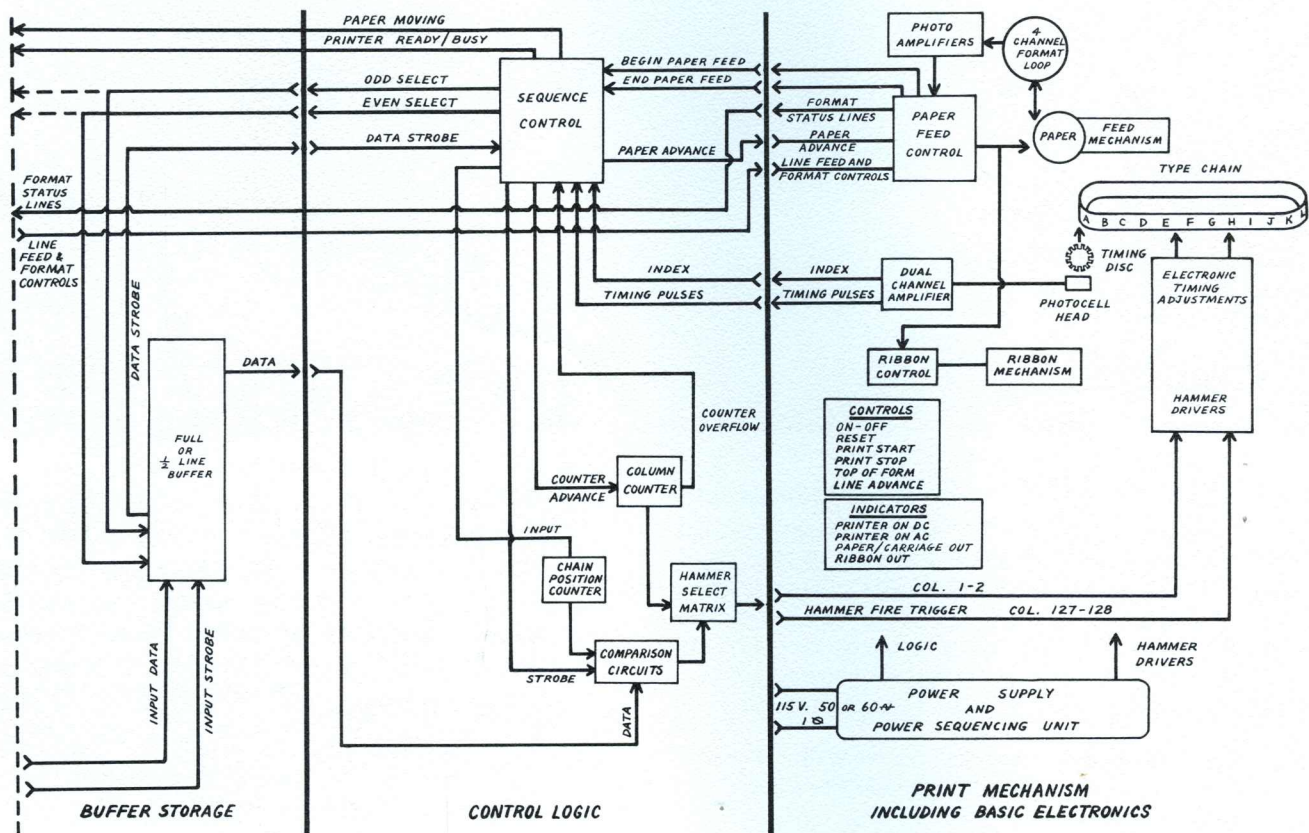 PAPER MOVING
PRINTER READY/BUSY
ODD SELECT
EVEN SELECT
DATA STROBE
FORMAT
STATUS
LINES
LINE
FEED &
FORMAT
CONTROLS
DATA STROBE
DATA
FULL
OR
½ LINE
BUFFER
INPUT DATA
INPUT STROBE
BUFFER STORAGE
SEQUENCE
CONTROL
BEGIN PAPER FEED
END PAPER FEED
PAPER ADVANCE
INDEX
TIMING PULSES
COUNTER
OVERFLOW
COUNTER
ADVANCE
COLUMN
COUNTER
INPUT
CHAIN
POSITION
COUNTER
HAMMER
SELECT
MATRIX
COMPARISON
CIRCUITS
STROBE
DATA
CONTROL LOGIC
PHOTO
AMPLIFIERS
4
CHANNEL
FORMAT
LOOP
FORMAT
STATUS LINES
PAPER
ADVANCE
LINE FEED AND
FORMAT CONTROLS
PAPER
FEED
CONTROL
PAPER
FEED
MECHANISM
TYPE CHAIN
A B C D E F G H I J K L
TIMING
DISC
PHOTOCELL
HEAD
INDEX
TIMING PULSES
DUAL
CHANNEL
AMPLIFIER
ELECTRONIC
TIMING
ADJUSTMENTS
HAMMER
DRIVERS
RIBBON
CONTROL
RIBBON
MECHANISM
CONTROLS
ON-OFF
RESET
PRINT START
PRINT STOP
TOP OF FORM
LINE ADVANCE
INDICATORS
PRINTER ON DC
PRINTER ON AC
PAPER/CARRIAGE OUT
RIBBON OUT
COL. 1-2
HAMMER FIRE TRIGGER COL. 127-128
LOGIC
HAMMER
DRIVERS
115V. 50 OR 60~
1Ø
POWER SUPPLY
AND
POWER SEQUENCING UNIT
PRINT MECHANISM
INCLUDING BASIC ELECTRONICS